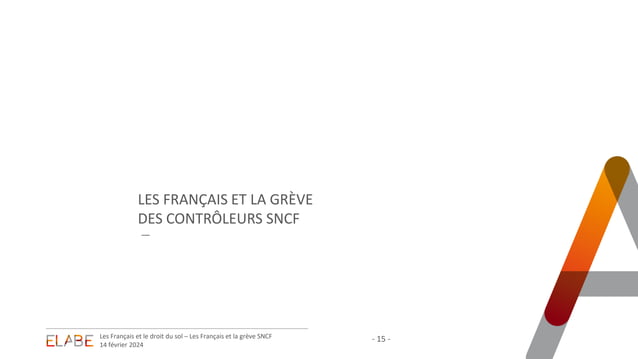 LES FRANÇAIS ET LA GRÈVE
DES CONTRÔLEURS SNCF
ELABE
Les Français et le droit du sol – Les Français et la grève SNCF
14 février 2024
- 15 -